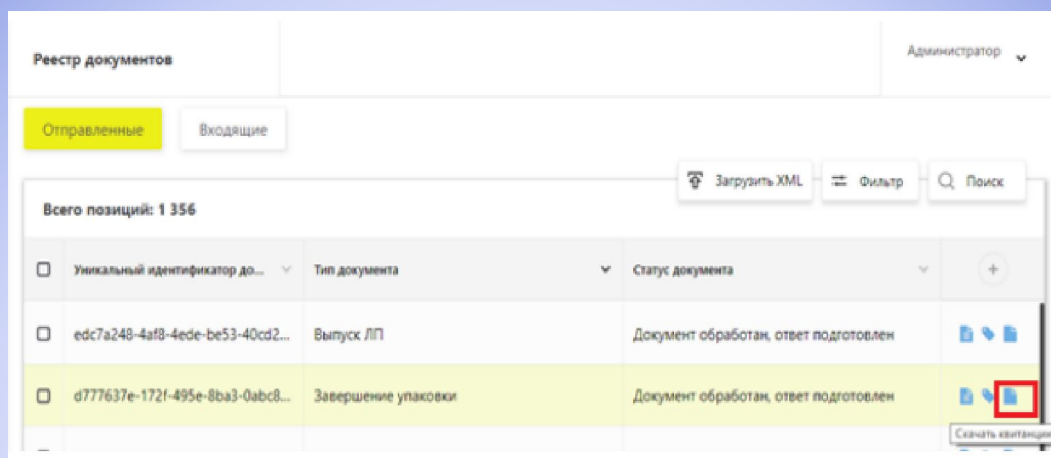 Реестр документов
Администратор
Отправленные Входящие
Загрузить XML Фильтр Поиск
Всего позиций: 1 356
Уникальный идентификатор до... Тип документа Статус документа
edc7a248-4af8-4ede-be53-40cd2... Выпуск ЛП Документ обработан, ответ подготовлен
d777637e-172f-495e-8ba3-0abc8... Завершение упаковки Документ обработан, ответ подготовлен
Скачать квитанцию